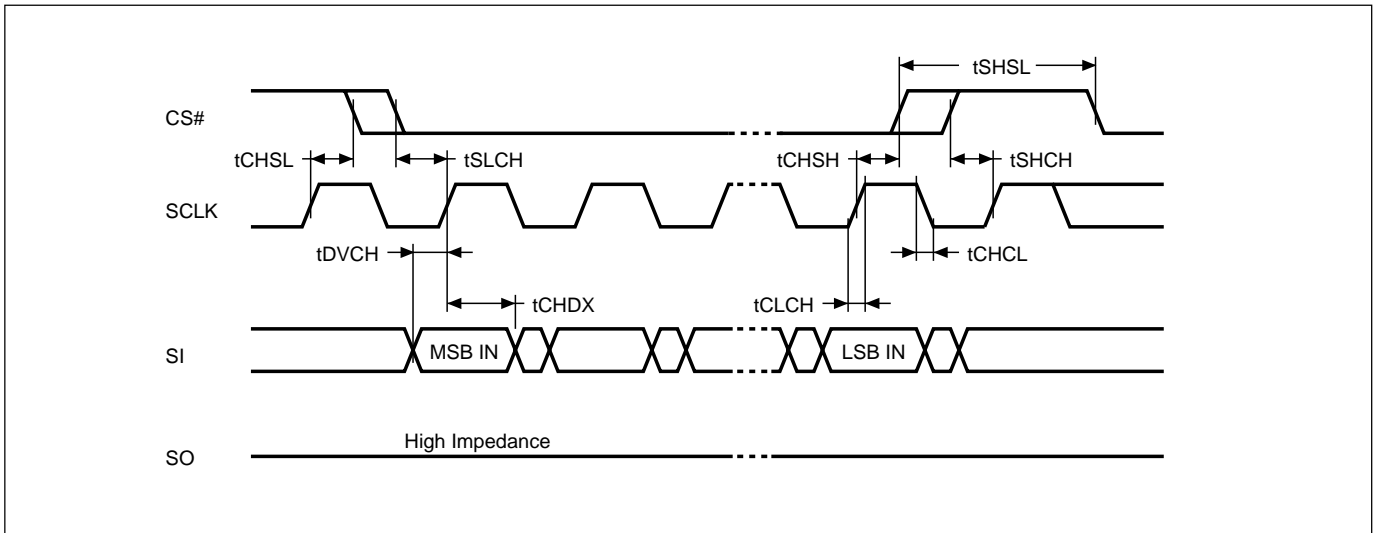 tSHSL
CS#
tCHSL
tSLCH
tCHSH
tSHCH
SCLK
tDVCH
tCHCL
tCHDX
tCLCH
SI
MSB IN
LSB IN
High Impedance
SO